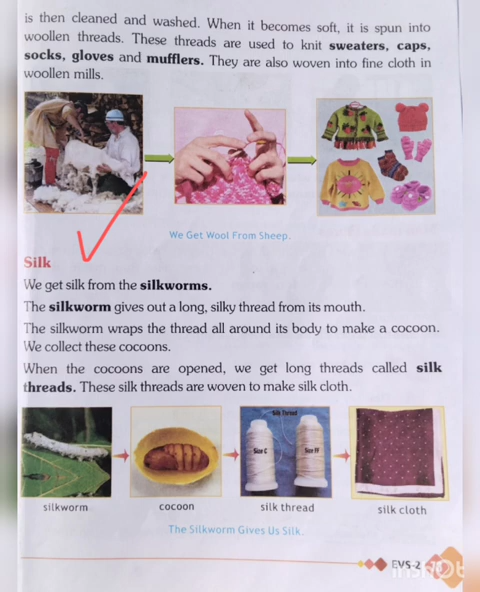 is then cleaned and washed. When it becomes soft, it is spun into
woollen threads. These threads are used to knit sweaters, caps,
socks, gloves and mufflers. They are also woven into fine cloth in
woollen mills.
We Get Wool From Sheep.
Silk
We get silk from the silkworms.
The silkworm gives out a long, silky thread from its mouth.
The silkworm wraps the thread all around its body to make a cocoon.
We collect these cocoons.
When the cocoons are opened, we get long threads called silk
threads. These silk threads are woven to make silk cloth.
Silk Thread
Size C
Size FF
silkworm
cocoon
silk thread
silk cloth
The Silkworm Gives Us Silk.
EVS-2